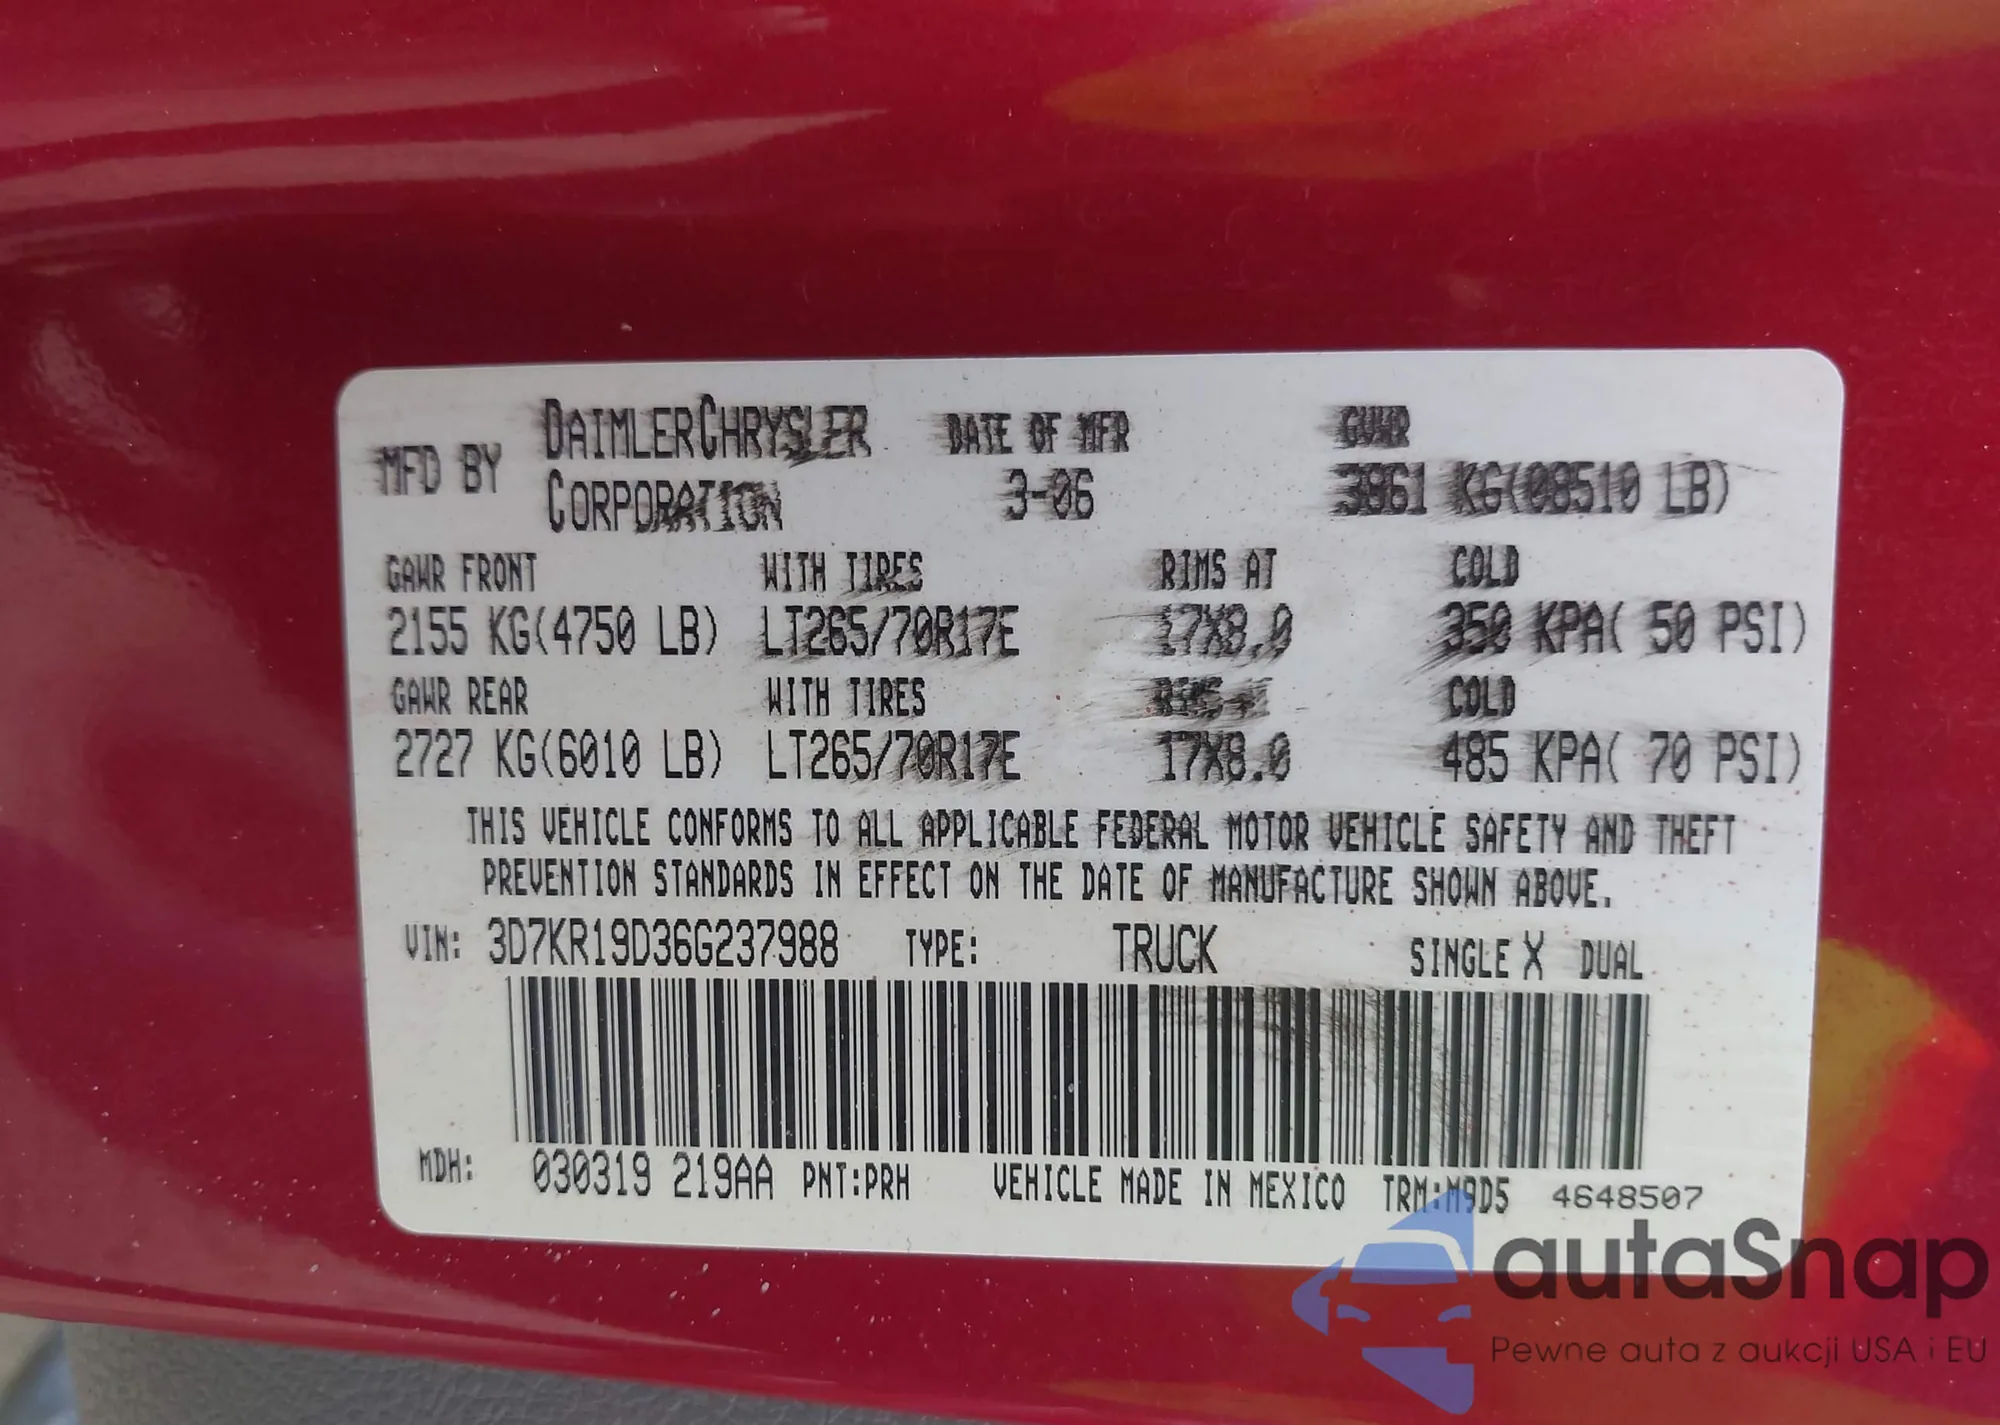 MFD BY DAIMLERCHRYSLER CORPORATION DATE OF MFR 3-06 GVWR 3861 KG(08510 LB)
GAWR FRONT WITH TIRES RIMS AT COLD
2155 KG(4750 LB) LT265/70R17E 17X8.0 350 KPA( 50 PSI)
GAWR REAR WITH TIRES RIMS AT COLD
2727 KG(6010 LB) LT265/70R17E 17X8.0 485 KPA( 70 PSI)
THIS VEHICLE CONFORMS TO ALL APPLICABLE FEDERAL MOTOR VEHICLE SAFETY AND THEFT
PREVENTION STANDARDS IN EFFECT ON THE DATE OF MANUFACTURE SHOWN ABOVE.
VIN: 3D7KR19D36G237988 TYPE: TRUCK SINGLE X DUAL
MDH: 030319 219AA PNT:PRH VEHICLE MADE IN MEXICO TRM:M9D5 4648507
autaSnap
Pewne auta z aukcji USA i EU